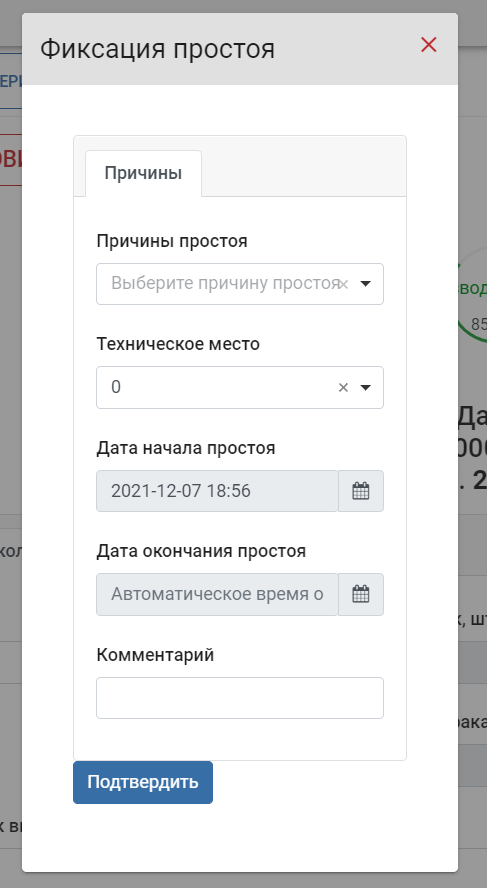 Фиксация простоя
Причины
Причины простоя
Выберите причину простоя
Техническое место
0
Дата начала простоя
2021-12-07 18:56
Дата окончания простоя
Автоматическое время о
Комментарий
Подтвердить